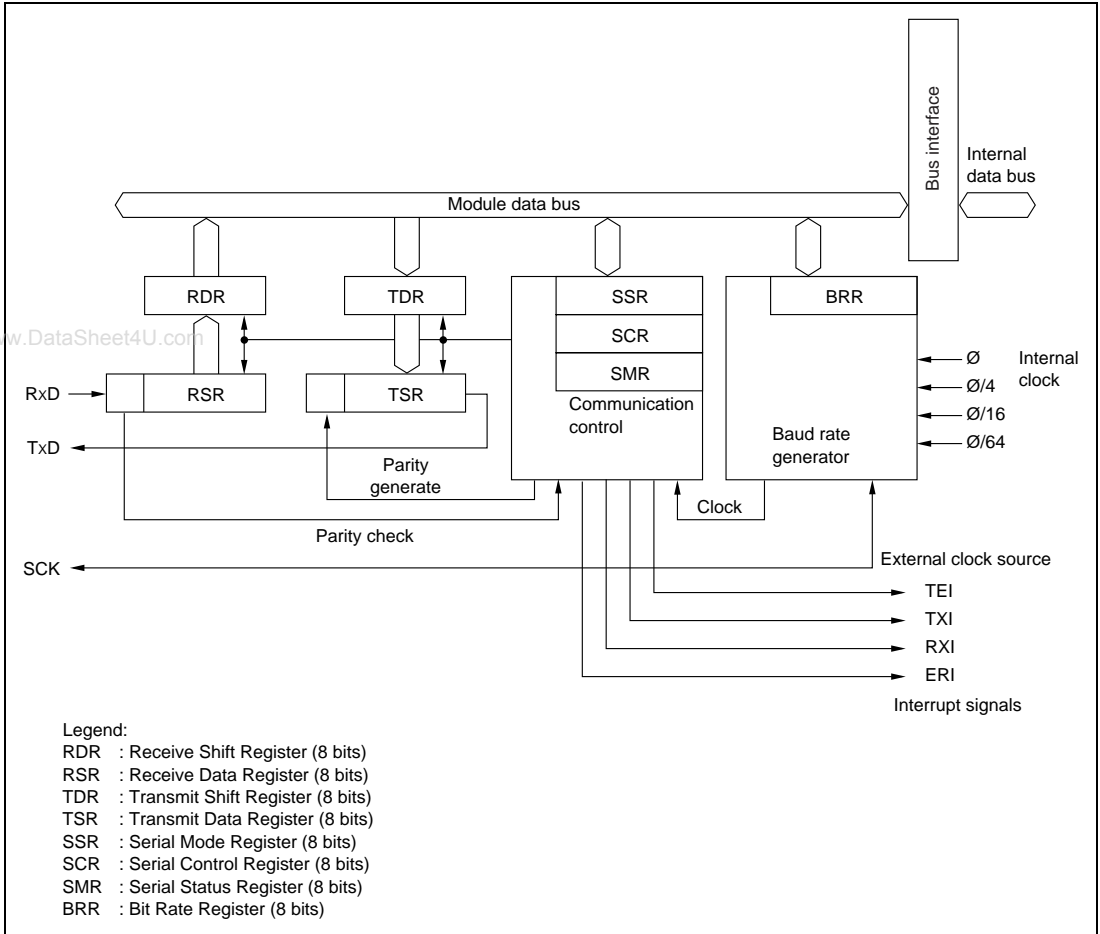 Bus interface
Internal
data bus
Module data bus
RDR
TDR
SSR
BRR
SCR
SMR
w.DataSheet4U.com
RxD
RSR
TSR
Communication
control
Baud rate
generator
Ø
Internal
clock
Ø/4
Ø/16
Ø/64
TxD
Parity
generate
Clock
Parity check
SCK
External clock source
TEI
TXI
RXI
ERI
Interrupt signals
Legend:
RDR : Receive Shift Register (8 bits)
RSR : Receive Data Register (8 bits)
TDR : Transmit Shift Register (8 bits)
TSR : Transmit Data Register (8 bits)
SSR : Serial Mode Register (8 bits)
SCR : Serial Control Register (8 bits)
SMR : Serial Status Register (8 bits)
BRR : Bit Rate Register (8 bits)